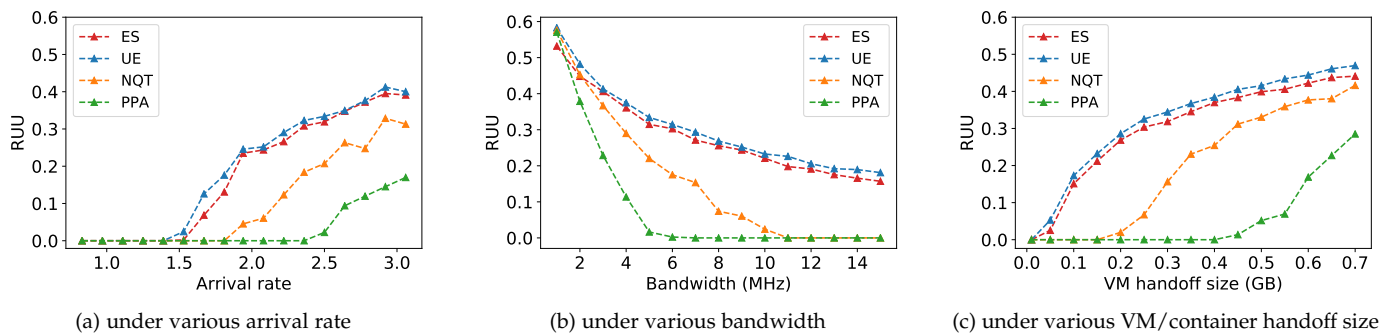 0.6
0.5
0.4
0.3
0.2
0.1
0.0
RUU
ES
UE
NQT
PPA
1.0 1.5 2.0 2.5 3.0
Arrival rate
(a) under various arrival rate
0.6
0.5
0.4
0.3
0.2
0.1
0.0
RUU
ES
UE
NQT
PPA
2 4 6 8 10 12 14
Bandwidth (MHz)
(b) under various bandwidth
0.6
0.5
0.4
0.3
0.2
0.1
0.0
RUU
ES
UE
NQT
PPA
0.0 0.1 0.2 0.3 0.4 0.5 0.6 0.7
VM handoff size (GB)
(c) under various VM/container handoff size